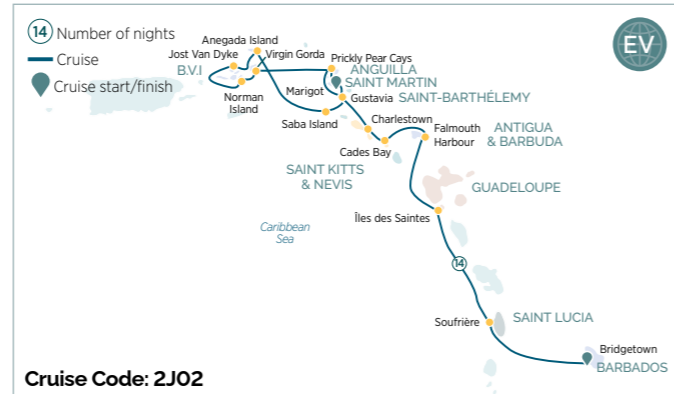 14 Number of nights
Cruise
Cruise start/finish
EV
Anegada Island
Jost Van Dyke
Virgin Gorda
Prickly Pear Cays
B.V.I
ANGUILLA
SAINT MARTIN
Norman
Island
Marigot
Gustavia
SAINT-BARTHÉLEMY
Saba Island
Charlestown
Falmouth
Harbour
ANTIGUA
& BARBUDA
Cades Bay
SAINT KITTS
& NEVIS
GUADELOUPE
Îles des Saintes
Caribbean
Sea
14
Soufrière
SAINT LUCIA
Bridgetown
BARBADOS
Cruise Code: 2J02